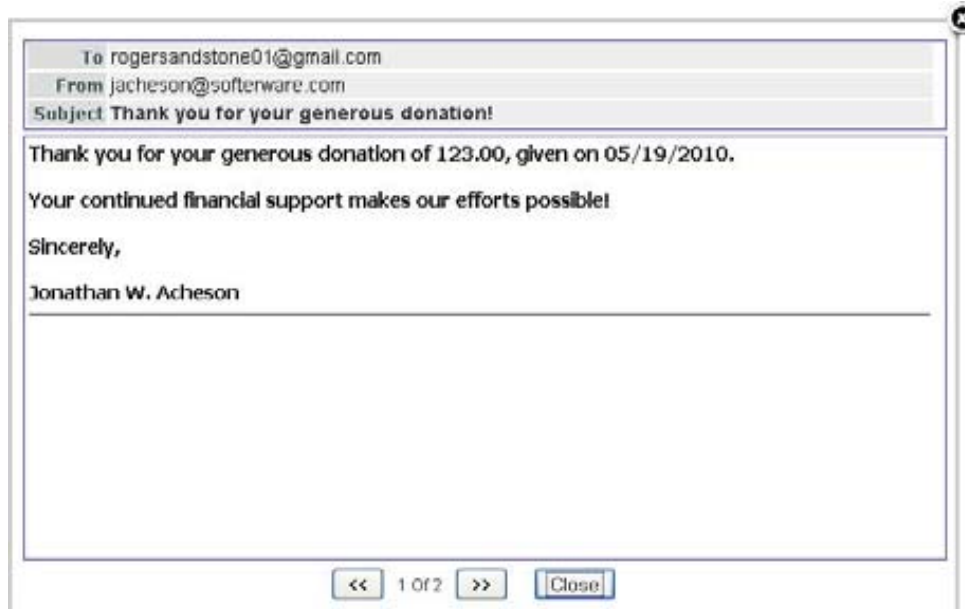 To rogersandstone01@gmail.com
From jacheson@softerware.com
Subject Thank you for your generous donation!
Thank you for your generous donation of 123.00, given on 05/19/2010.
Your continued financial support makes our efforts possible!
Sincerely,
Jonathan W. Acheson
<< 1 Of 2 >> Close